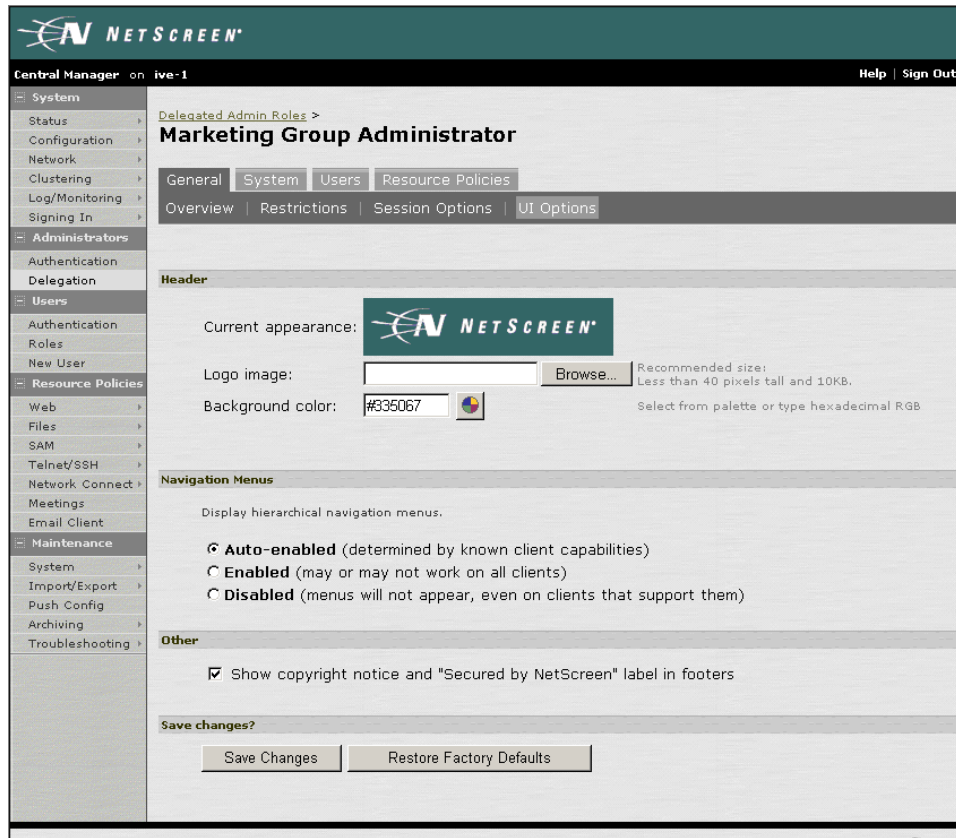 NETSCREEN
Central Manager on ive-1
Help | Sign Out
System
Status
Configuration
Network
Clustering
Log/Monitoring
Signing In
Administrators
Authentication
Delegation
Users
Authentication
Roles
New User
Resource Policies
Web
Files
SAM
Telnet/SSH
Network Connect
Meetings
Email Client
Maintenance
System
Import/Export
Push Config
Archiving
Troubleshooting
Delegated Admin Roles >
Marketing Group Administrator
General System Users Resource Policies
Overview | Restrictions | Session Options | UI Options
Header
Current appearance: NETSCREEN
Logo image: Browse... Recommended size:
Less than 40 pixels tall and 10KB.
Background color: #335067 Select from palette or type hexadecimal RGB
Navigation Menus
Display hierarchical navigation menus.
Auto-enabled (determined by known client capabilities)
Enabled (may or may not work on all clients)
Disabled (menus will not appear, even on clients that support them)
Other
Show copyright notice and "Secured by NetScreen" label in footers
Save changes?
Save Changes Restore Factory Defaults